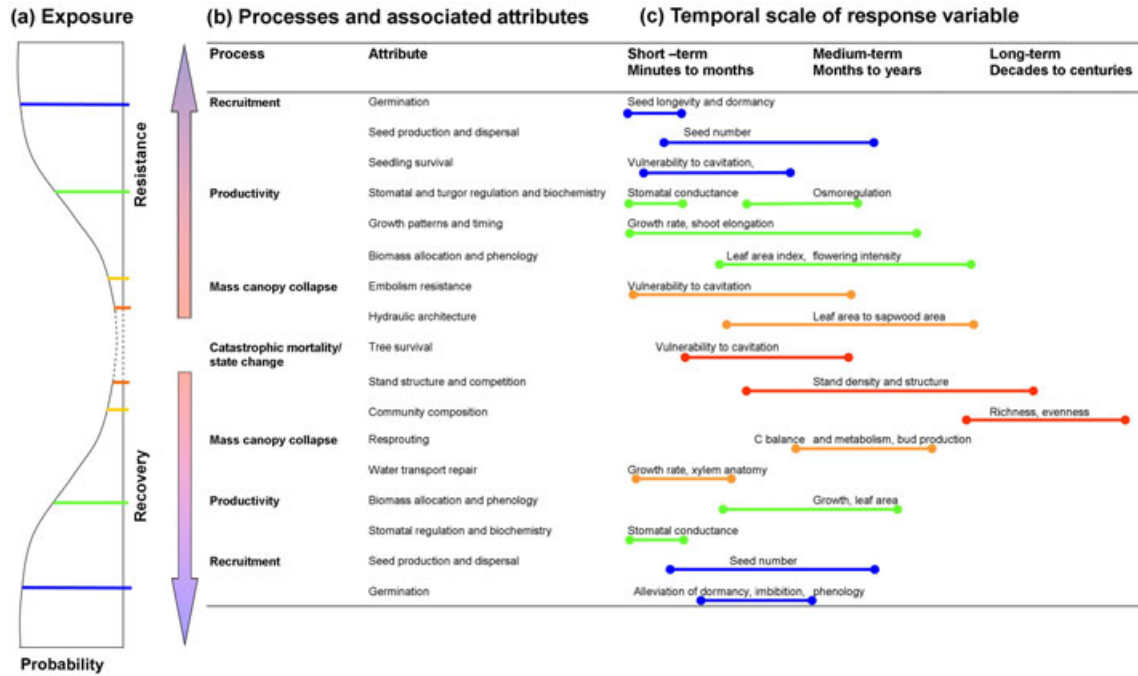 (a) Exposure
(b) Processes and associated attributes
(c) Temporal scale of response variable
Process
Attribute
Short –term
Minutes to months
Medium-term
Months to years
Long-term
Decades to centuries
Resistance
Recovery
Probability
Recruitment
Germination
Seed longevity and dormancy
Seed production and dispersal
Seed number
Seedling survival
Vulnerability to cavitation,
Productivity
Stomatal and turgor regulation and biochemistry
Stomatal conductance
Osmoregulation
Growth patterns and timing
Growth rate, shoot elongation
Biomass allocation and phenology
Leaf area index, flowering intensity
Mass canopy collapse
Embolism resistance
Vulnerability to cavitation
Hydraulic architecture
Leaf area to sapwood area
Catastrophic mortality/
state change
Tree survival
Vulnerability to cavitation
Stand structure and competition
Stand density and structure
Community composition
Richness, evenness
Mass canopy collapse
Resprouting
C balance and metabolism, bud production
Water transport repair
Growth rate, xylem anatomy
Productivity
Biomass allocation and phenology
Growth, leaf area
Stomatal regulation and biochemistry
Stomatal conductance
Recruitment
Seed production and dispersal
Seed number
Germination
Alleviation of dormancy, imbibition, phenology